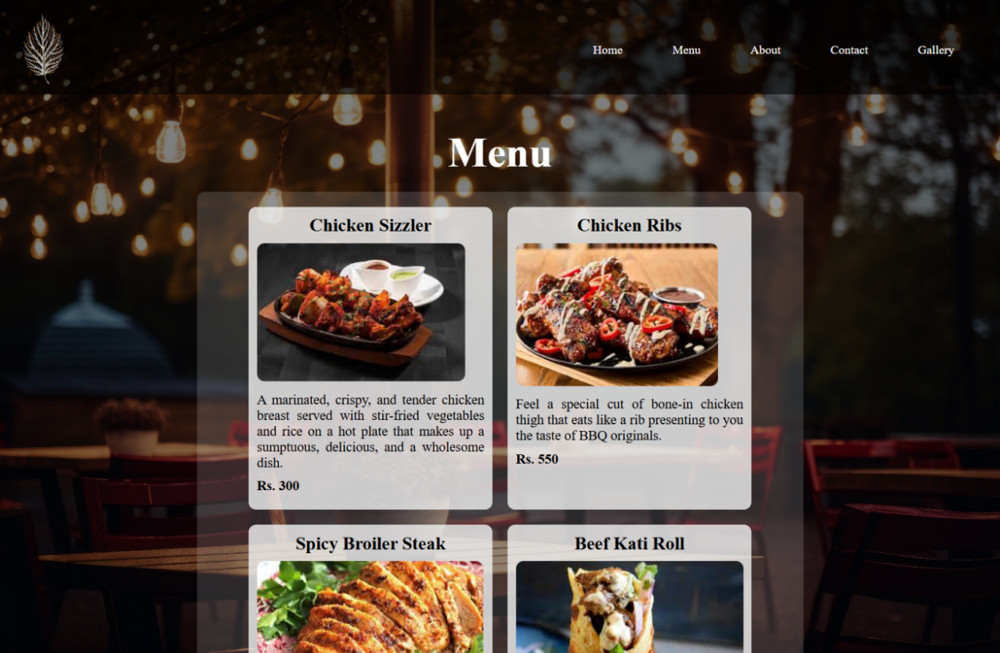 Home Menu About Contact Gallery
Menu
Chicken Sizzler
A marinated, crispy, and tender chicken
breast served with stir-fried vegetables
and rice on a hot plate that makes up a
sumptuous, delicious, and a wholesome
dish.
Rs. 300
Chicken Ribs
Feel a special cut of bone-in chicken
thigh that eats like a rib presenting to you
the taste of BBQ originals.
Rs. 550
Spicy Broiler Steak
Beef Kati Roll